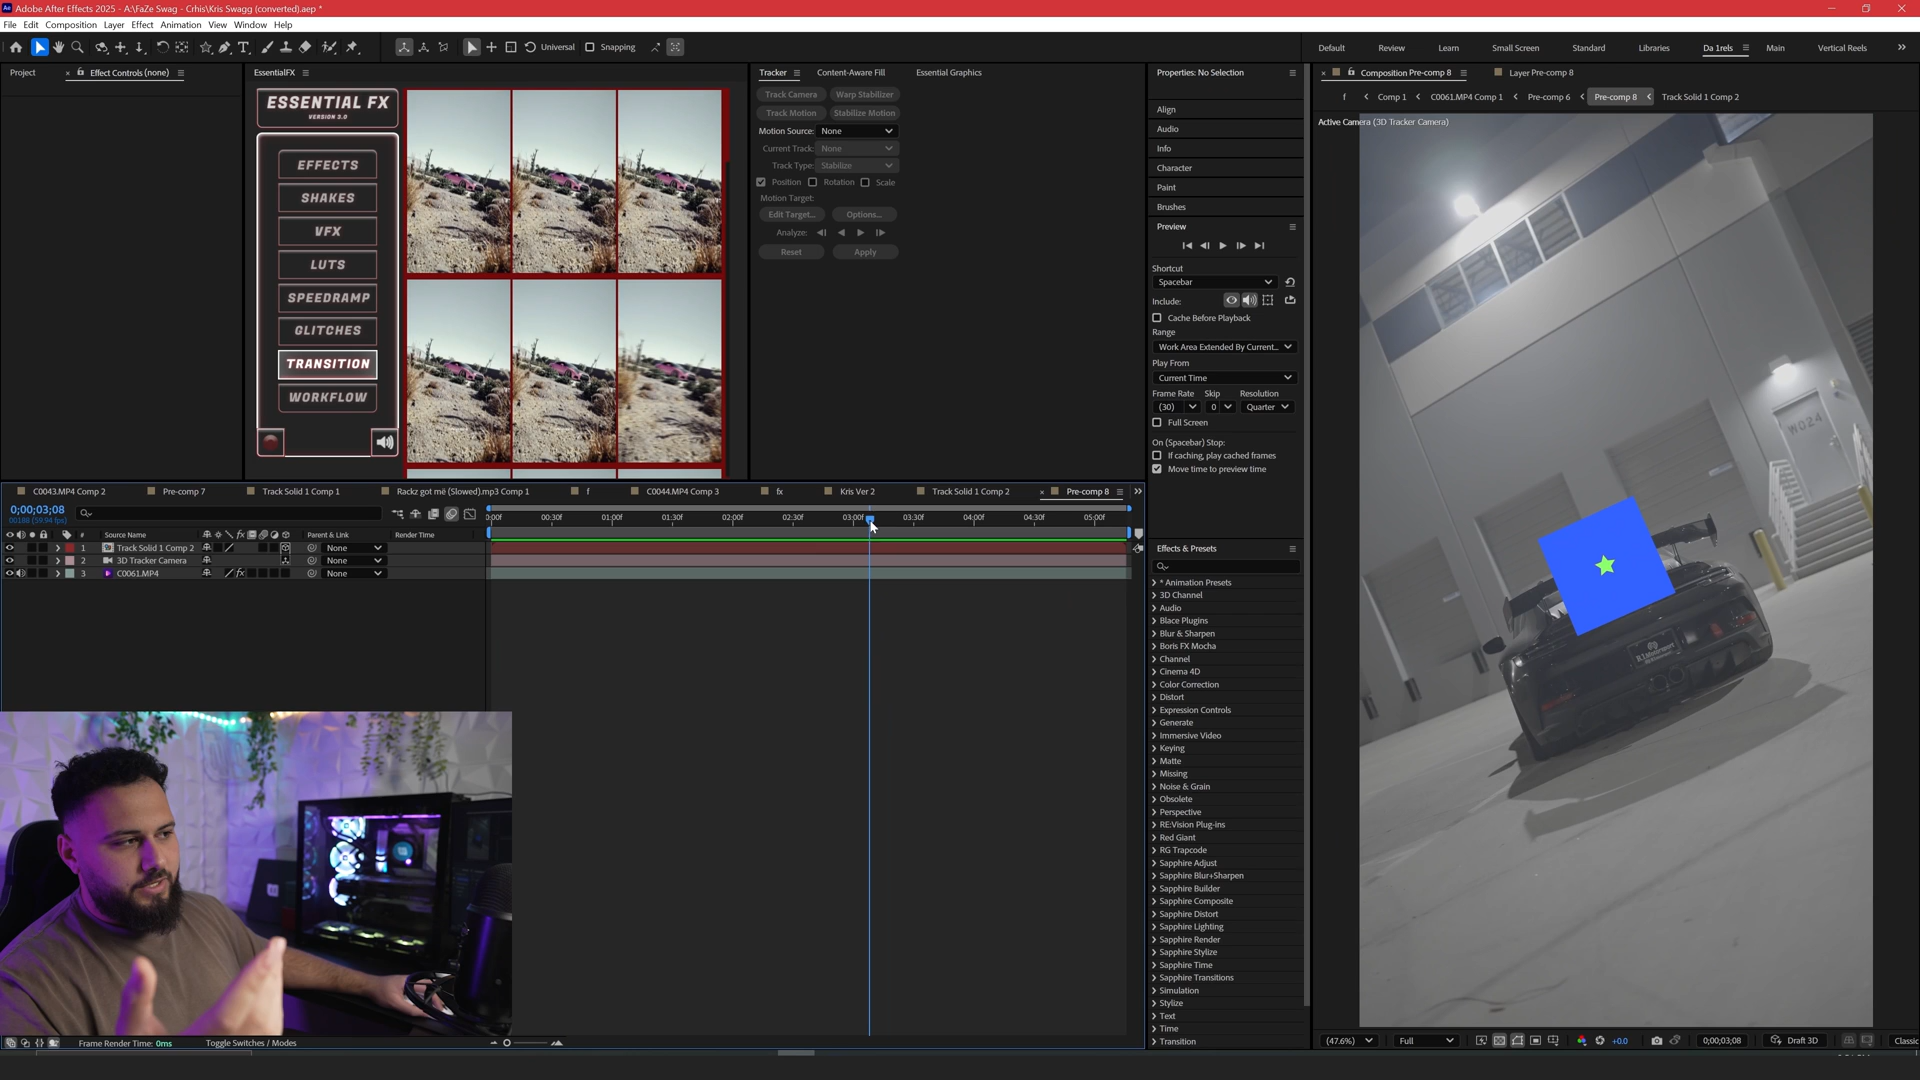 Adobe After Effects 2025 - A:\FaZe Swag - Crhis\Kris Swagg (converted).aep *
File Edit Composition Layer Effect Animation View Window Help
Universal Snapping
Default Review Learn Small Screen Standard Libraries Da 1rels Main Vertical Reels
Project Effect Controls (none)
EssentialFX
ESSENTIAL FX
VERSION 3.0
EFFECTS
SHAKES
VFX
LUTS
SPEEDRAMP
GLITCHES
TRANSITION
WORKFLOW
Tracker Content-Aware Fill Essential Graphics
Track Camera Warp Stabilizer
Track Motion Stabilize Motion
Motion Source: None
Current Track: None
Track Type: Stabilize
Position Rotation Scale
Motion Target:
Edit Target... Options...
Analyze:
Reset Apply
Properties: No Selection
Align
Audio
Info
Character
Paint
Brushes
Preview
Shortcut
Spacebar
Include:
Cache Before Playback
Range
Work Area Extended By Current...
Play From
Current Time
Frame Rate Skip Resolution
(30) 0 Quarter
Full Screen
On (Spacebar) Stop:
If caching, play cached frames
Move time to preview time
Composition Pre-comp 8 Layer Pre-comp 8
f Comp 1 C0061.MP4 Comp 1 Pre-comp 6 Pre-comp 8 Track Solid 1 Comp 2
Active Camera (3D Tracker Camera)
W024
C0043.MP4 Comp 2 Pre-comp 7 Track Solid 1 Comp 1 Rackz got më (Slowed).mp3 Comp 1 f C0044.MP4 Comp 3 fx Kris Ver 2 Track Solid 1 Comp 2 Pre-comp 8
0;00;03;08
00188 (59.94 fps)
0:00f 00:30f 01:00f 01:30f 02:00f 02:30f 03:00f 03:30f 04:00f 04:30f 05:00f
# Source Name fx Parent & Link Render Time
1 Track Solid 1 Comp 2 None
2 3D Tracker Camera None
3 C0061.MP4 fx None
Effects & Presets
* Animation Presets
3D Channel
Audio
Blace Plugins
Blur & Sharpen
Boris FX Mocha
Channel
Cinema 4D
Color Correction
Distort
Expression Controls
Generate
Immersive Video
Keying
Matte
Missing
Noise & Grain
Obsolete
Perspective
RE:Vision Plug-ins
Red Giant
RG Trapcode
Sapphire Adjust
Sapphire Blur+Sharpen
Sapphire Builder
Sapphire Composite
Sapphire Distort
Sapphire Lighting
Sapphire Render
Sapphire Stylize
Sapphire Time
Sapphire Transitions
Simulation
Stylize
Text
Time
Transition
Frame Render Time: 0ms Toggle Switches / Modes
(47.6%) Full +0.0 0;00;03;08 Draft 3D Classic